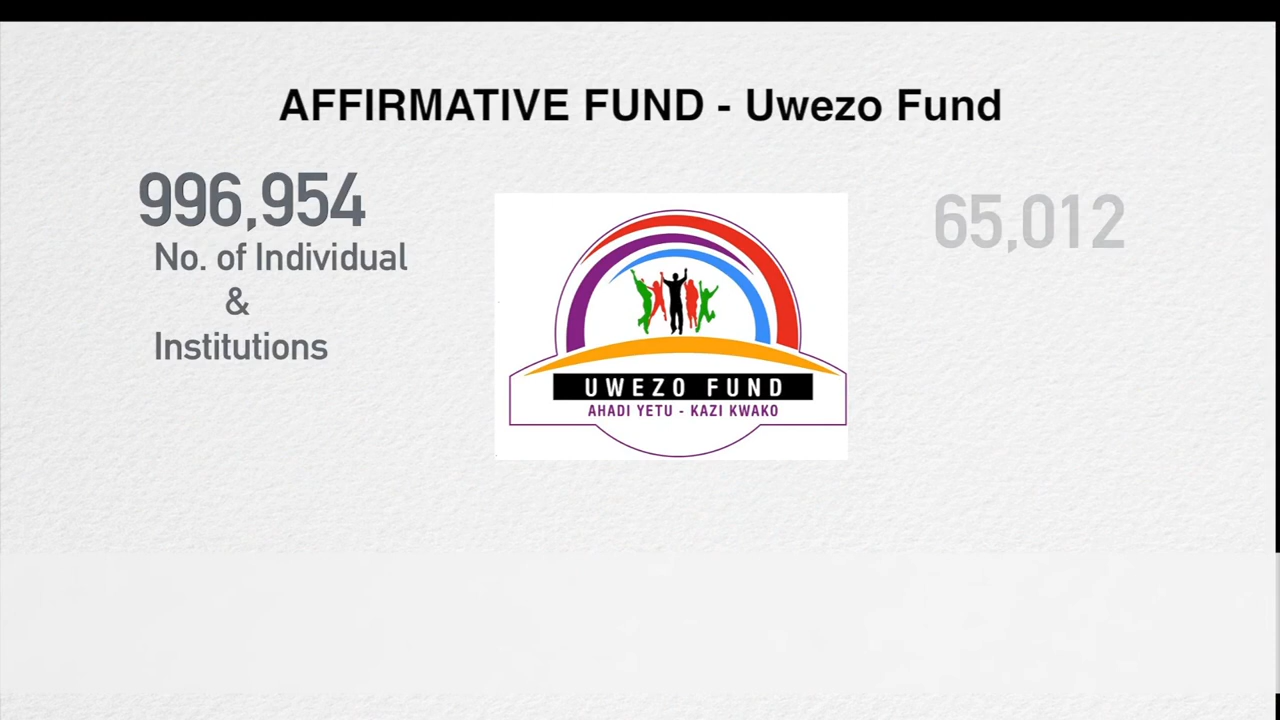 AFFIRMATIVE FUND - Uwezo Fund
996,954
No. of Individual
&
Institutions
UWEZO FUND
AHADI YETU - KAZI KWAKO
65,012